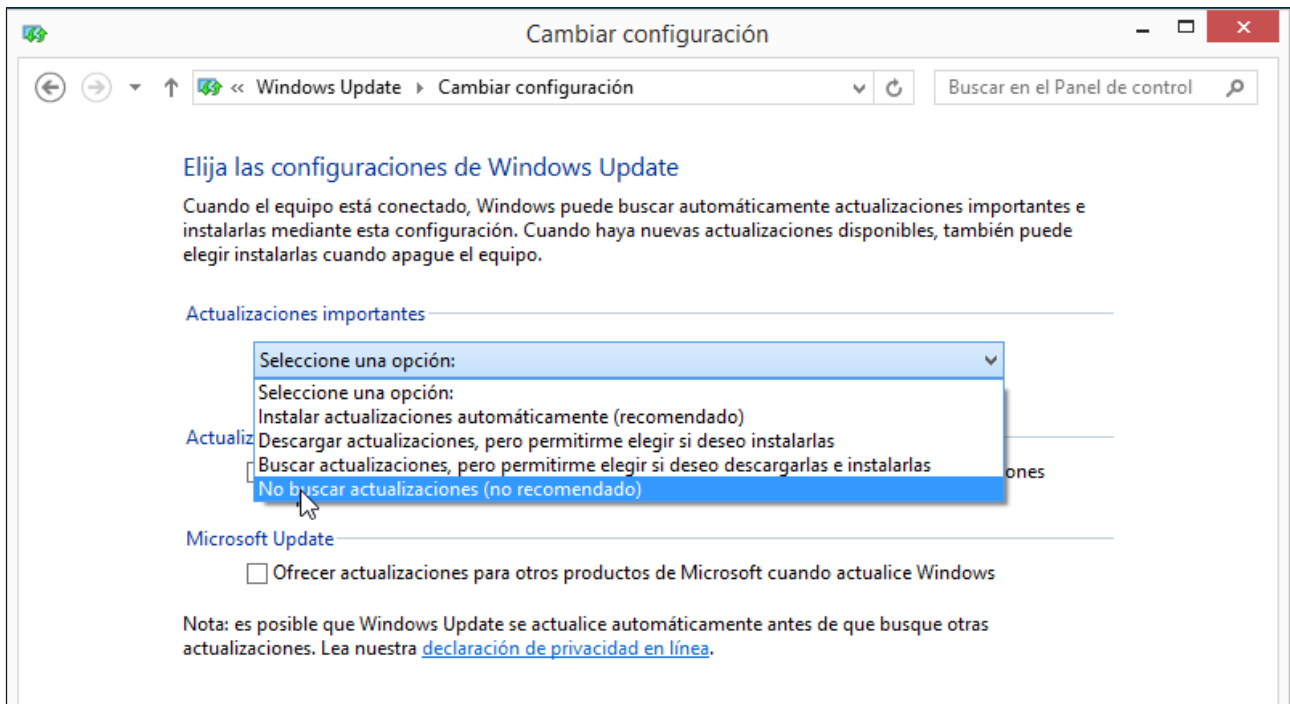 Cambiar configuración
« Windows Update ▸ Cambiar configuración
Buscar en el Panel de control
Elija las configuraciones de Windows Update
Cuando el equipo está conectado, Windows puede buscar automáticamente actualizaciones importantes e
instalarlas mediante esta configuración. Cuando haya nuevas actualizaciones disponibles, también puede
elegir instalarlas cuando apague el equipo.
Actualizaciones importantes
Seleccione una opción:
Seleccione una opción:
Instalar actualizaciones automáticamente (recomendado)
Descargar actualizaciones, pero permitirme elegir si deseo instalarlas
Buscar actualizaciones, pero permitirme elegir si deseo descargarlas e instalarlas
No buscar actualizaciones (no recomendado)
Microsoft Update
Ofrecer actualizaciones para otros productos de Microsoft cuando actualice Windows
Nota: es posible que Windows Update se actualice automáticamente antes de que busque otras
actualizaciones. Lea nuestra declaración de privacidad en línea.